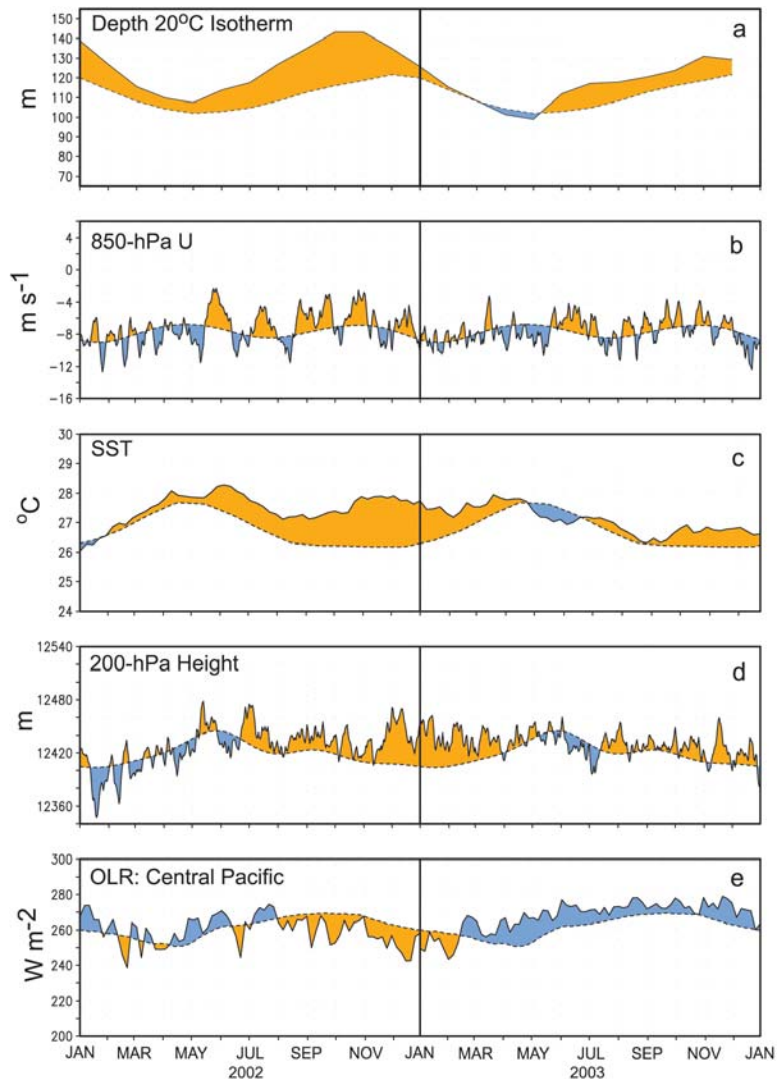 Depth 20°C Isotherm
a
150
140
130
120
110
100
90
80
70
m
850-hPa U
b
4
0
-4
-8
-12
-16
m s⁻¹
SST
c
30
29
28
27
26
25
24
°C
200-hPa Height
d
12540
12480
12420
12360
m
OLR: Central Pacific
e
300
280
260
240
220
200
W m⁻²
JAN MAR MAY JUL SEP NOV JAN MAR MAY JUL SEP NOV JAN
2002 2003